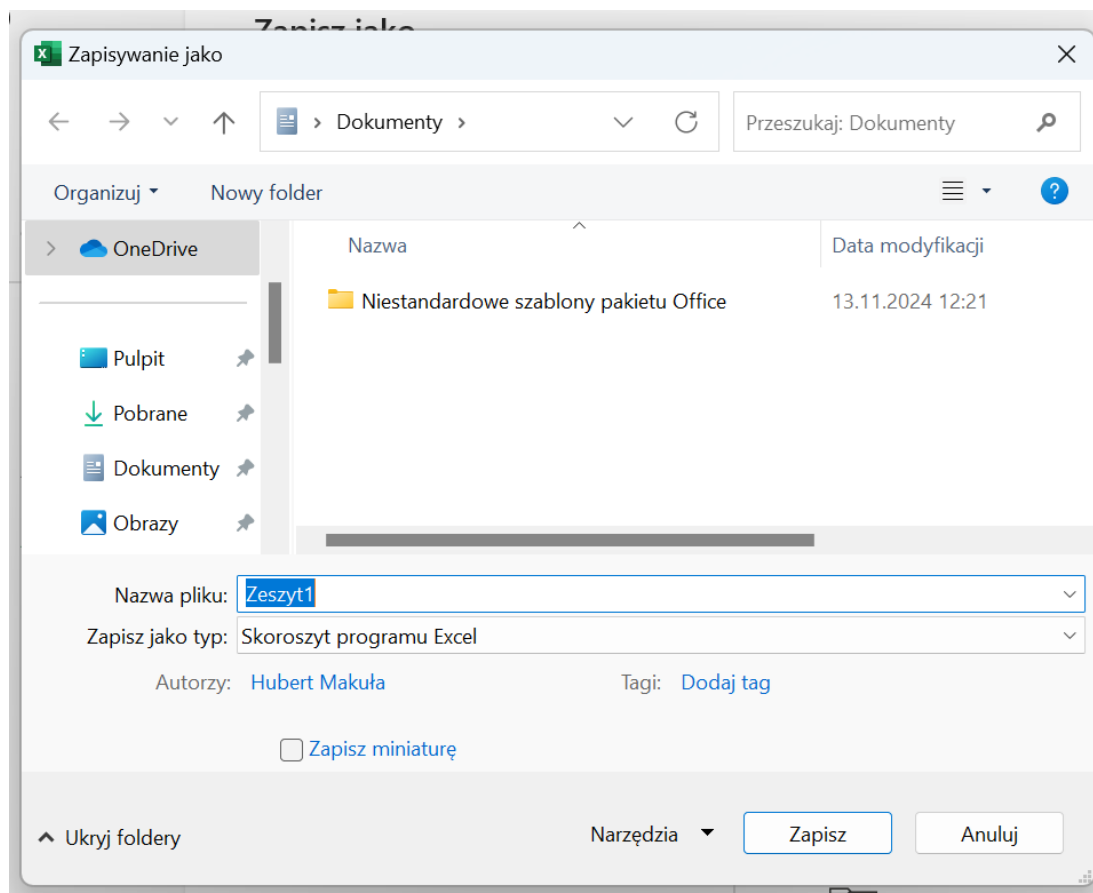 Zapisz jako
Zapisywanie jako
Dokumenty
Przeszukaj: Dokumenty
Organizuj
Nowy folder
OneDrive
Nazwa
Data modyfikacji
Niestandardowe szablony pakietu Office
13.11.2024 12:21
Pulpit
Pobrane
Dokumenty
Obrazy
Nazwa pliku: Zeszyt1
Zapisz jako typ: Skoroszyt programu Excel
Autorzy: Hubert Makuła
Tagi: Dodaj tag
Zapisz miniaturę
Ukryj foldery
Narzędzia
Zapisz
Anuluj